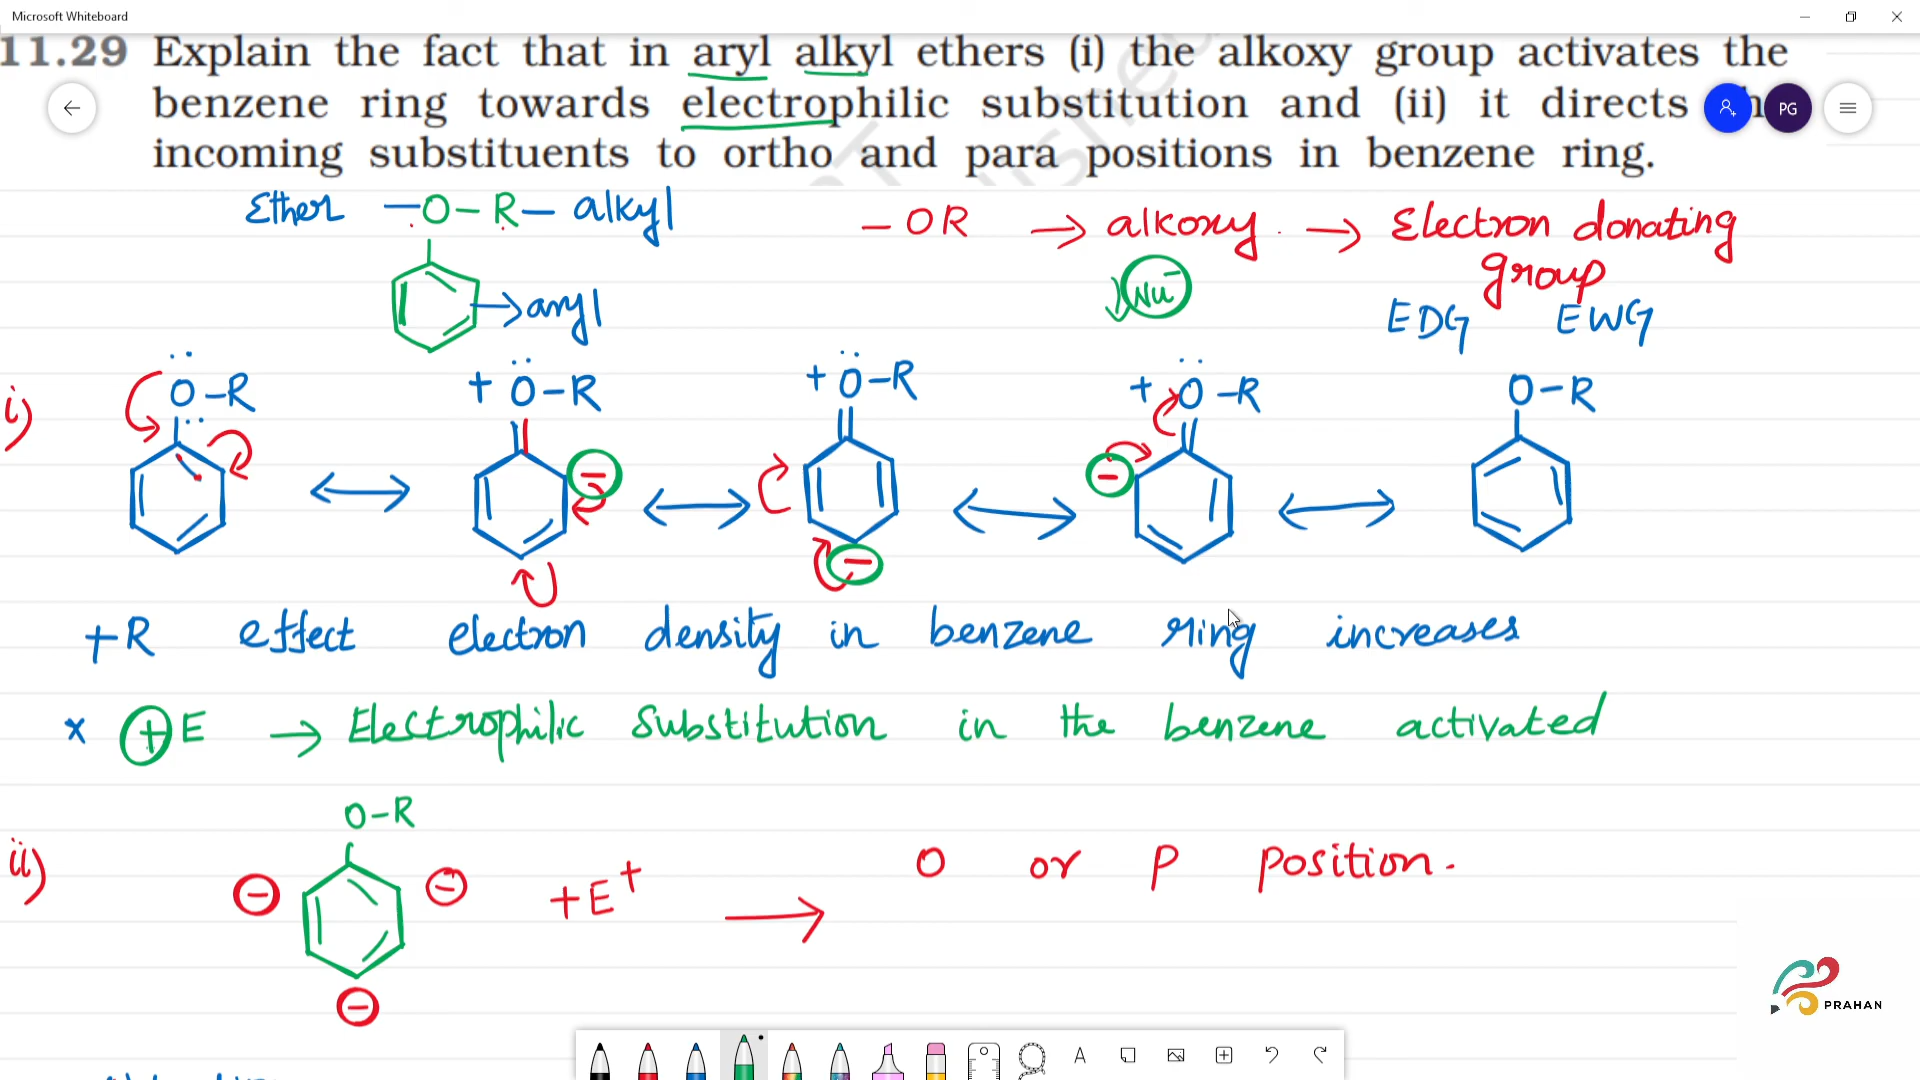 Microsoft Whiteboard
11.29 Explain the fact that in aryl alkyl ethers (i) the alkoxy group activates the
benzene ring towards electrophilic substitution and (ii) it directs
incoming substituents to ortho and para positions in benzene ring.
PG
Ether —O—R— alkyl
→ aryl
—OR → alkoxy → Electron donating
group
Nu⁻
EDG EWG
i)
O—R
+ O—R
+ O—R
+ O—R
O—R
+R effect electron density in benzene ring increases
x ⊕E → Electrophilic substitution in the benzene activated
ii)
O—R
+E⁺ → O or P position.
PRAHAN